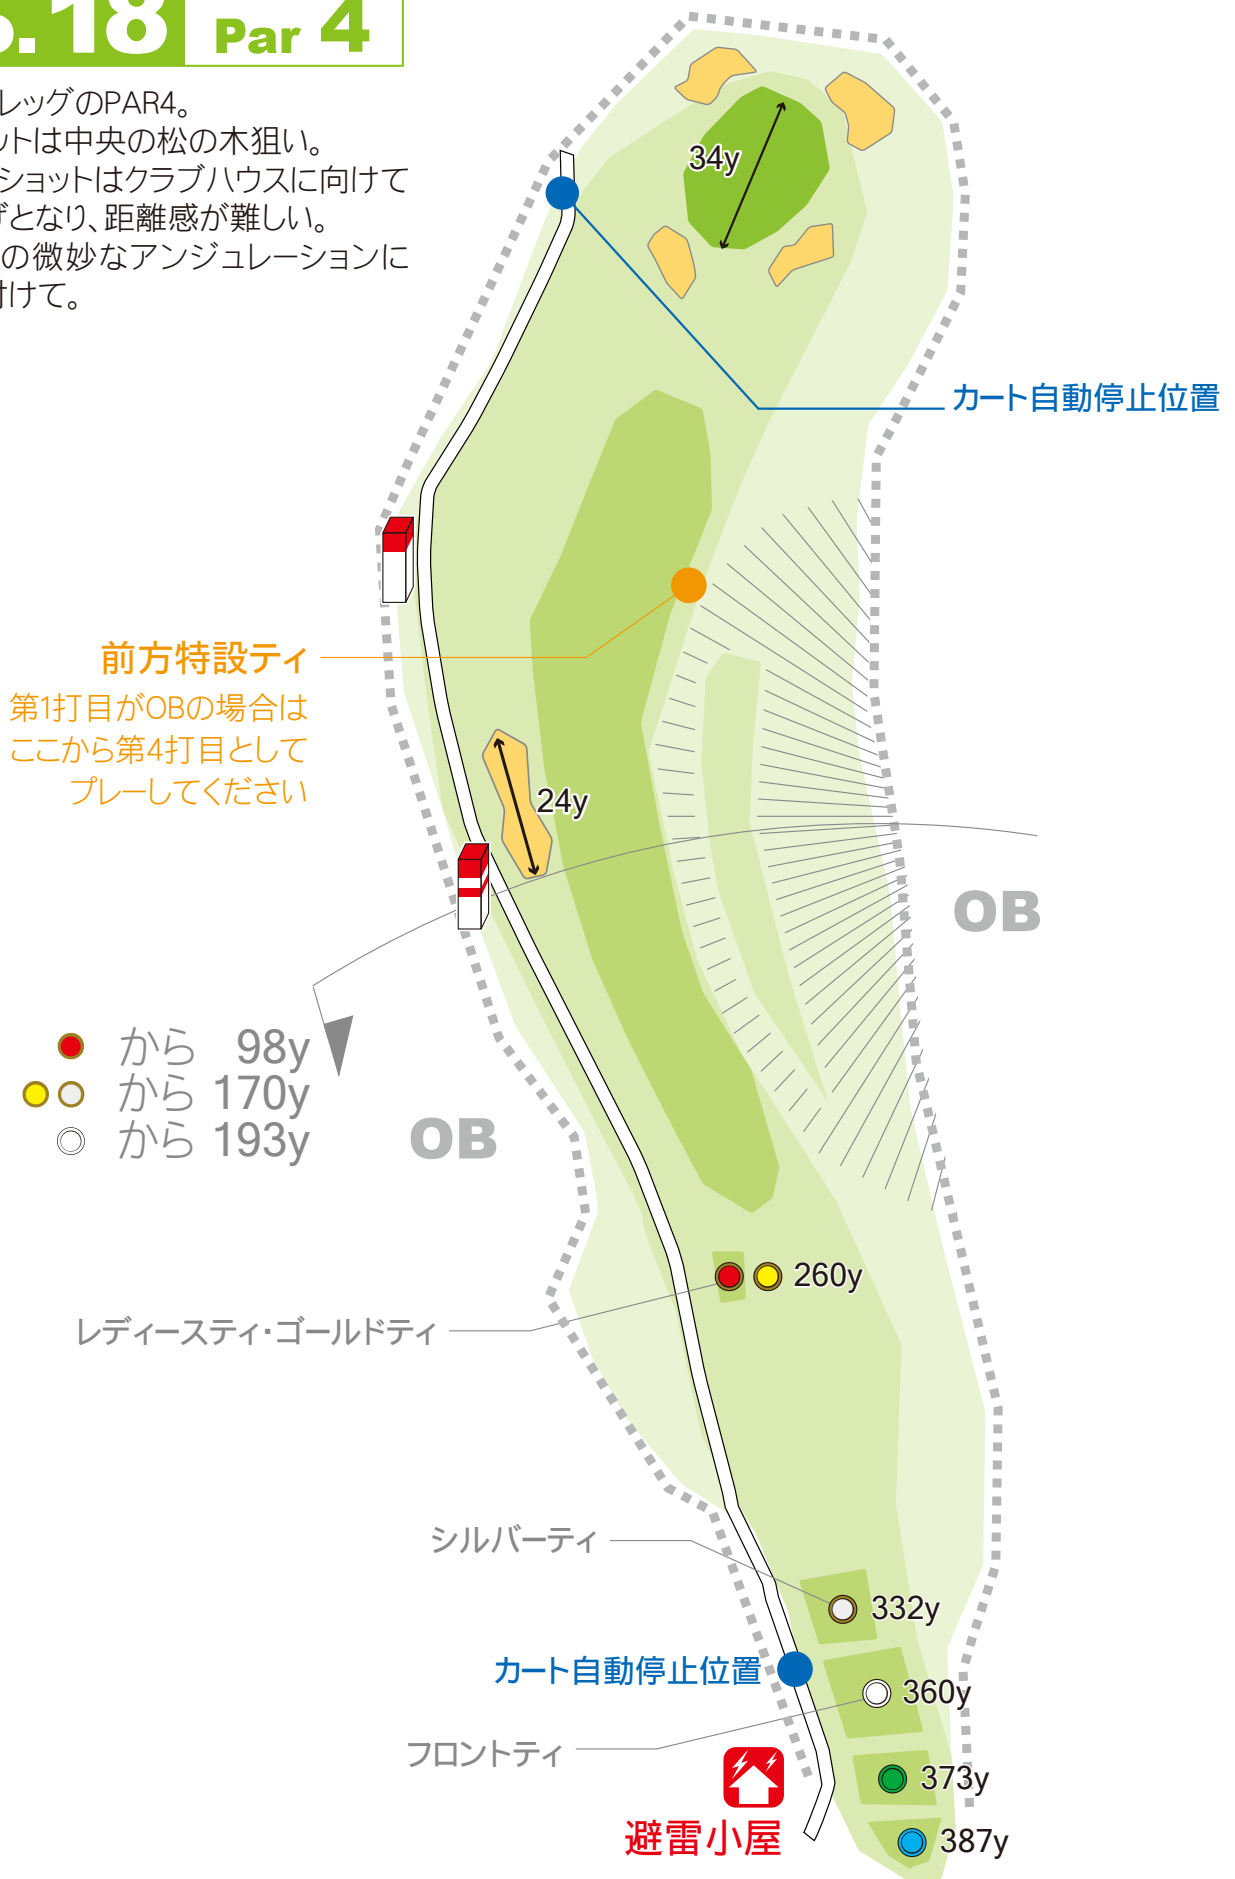 . 18 Par 4
レッグのPAR4。
ットは中央の松の木狙い。
ショットはクラブハウスに向けて
となり、距離感が難しい。
の微妙なアンジュレーションに
けて。
34y
カート自動停止位置
前方特設ティ
第1打目がOBの場合は
ここから第4打目として
プレーしてください
24y
OB
から 98y
から 170y
から 193y
OB
260y
レディースティ・ゴールドティ
シルバーティ
332y
カート自動停止位置
360y
フロントティ
373y
避雷小屋
387y